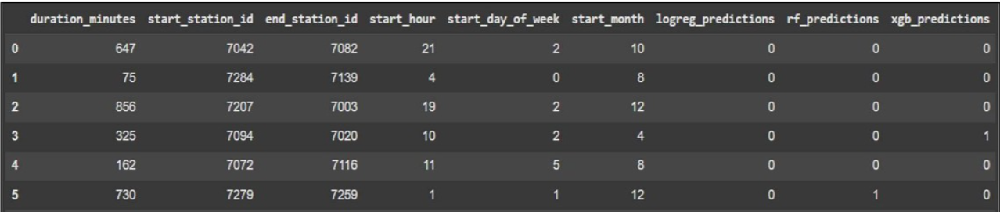 duration_minutes start_station_id end_station_id start_hour start_day_of_week start_month logreg_predictions rf_predictions xgb_predictions
0 647 7042 7082 21 2 10 0 0 0
1 75 7284 7139 4 0 8 0 0 0
2 856 7207 7003 19 2 12 0 0 0
3 325 7094 7020 10 2 4 0 0 1
4 162 7072 7116 11 5 8 0 0 0
5 730 7279 7259 1 1 12 0 1 0